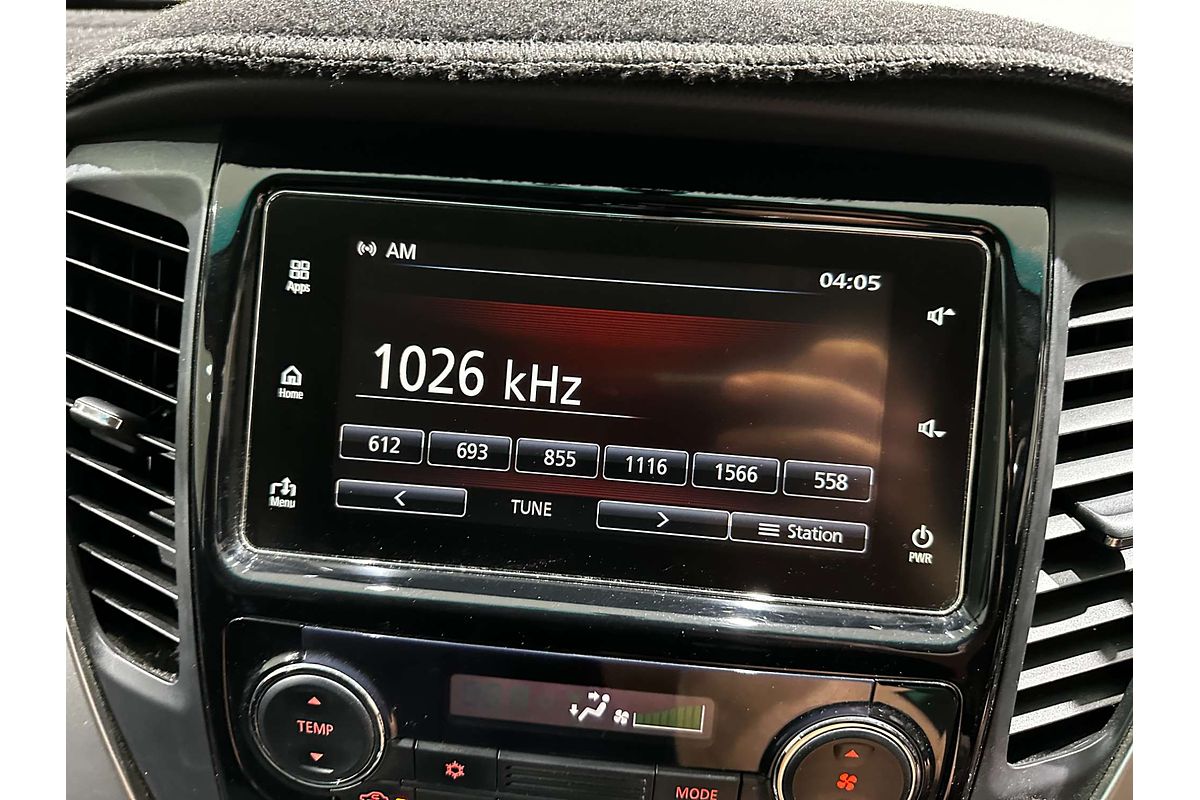 AM
04:05
Apps
1026 kHz
Home
612 693 855 1116 1566 558
Menu
< TUNE > Station
PWR
TEMP
MODE